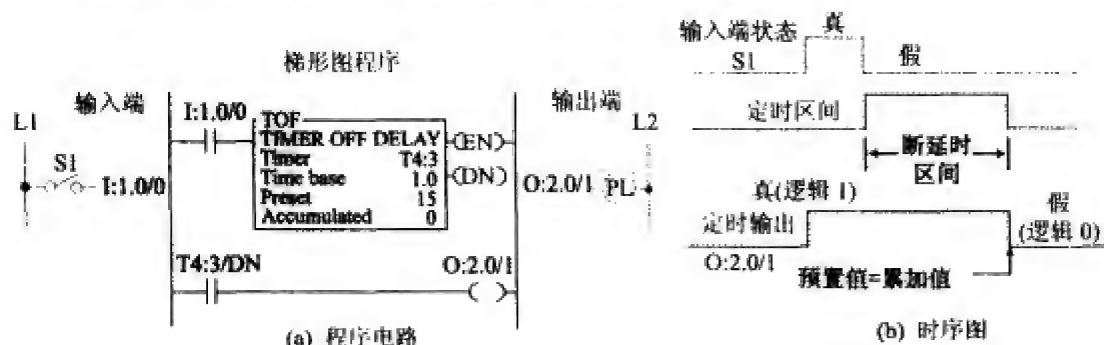 梯形图程序
输入端
输出端
L1
S1
I:1.0/0
I:1.0/0
TOF
TIMER OFF DELAY
Timer T4:3
Time base 1.0
Preset 15
Accumulated 0
(EN)
(DN)
O:2.0/1
PL
L2
T4:3/DN
O:2.0/1
(a) 程序电路
输入端状态
S1
真
假
定时区间
断延时
区间
真(逻辑 1)
定时输出
O:2.0/1
假
(逻辑 0)
预置值=累加值
(b) 时序图